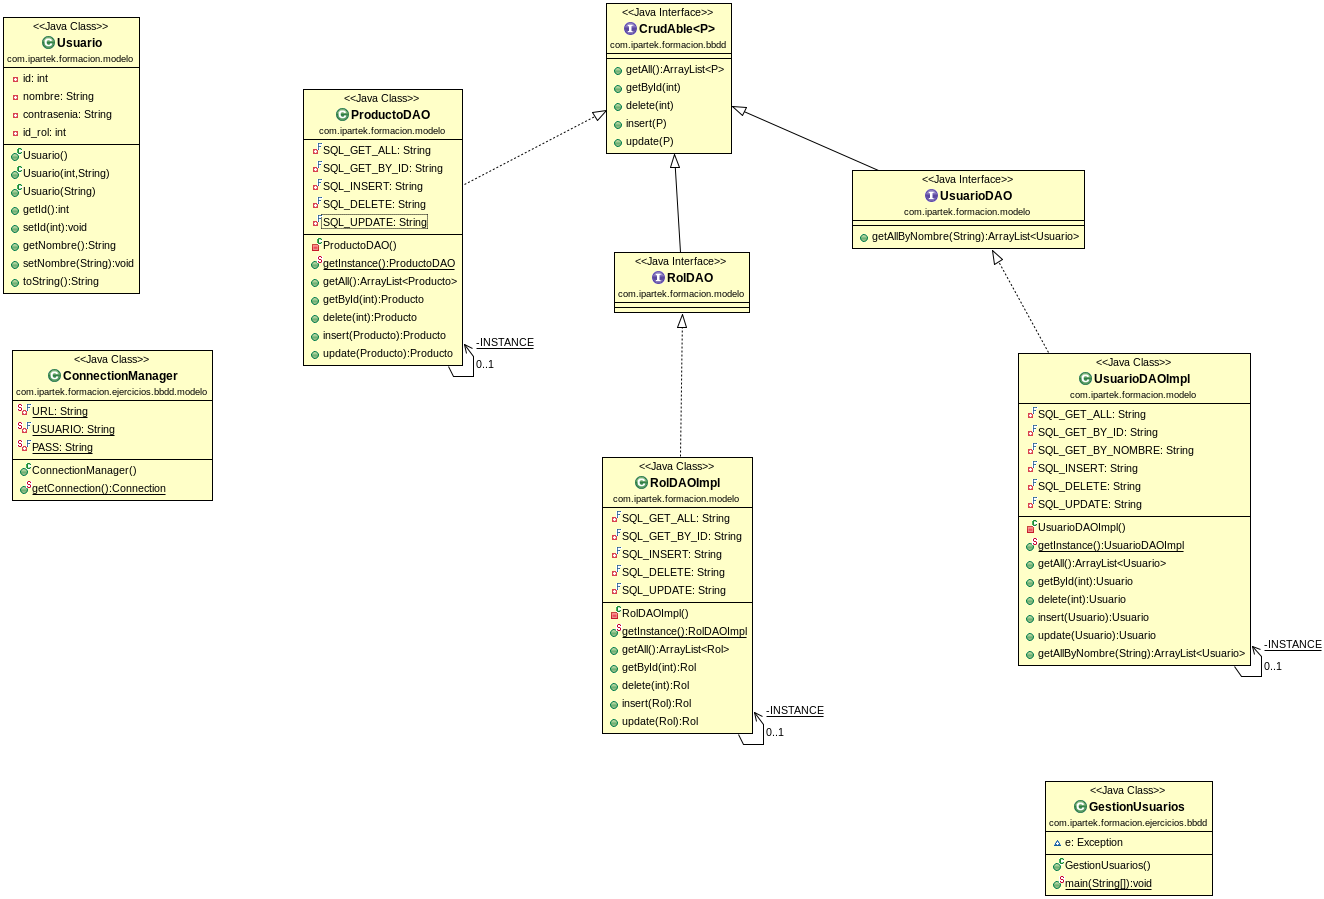 <<Java Class>>
Usuario
com.ipartek.formacion.modelo
id: int
nombre: String
contrasenia: String
id_rol: int
Usuario()
Usuario(int,String)
Usuario(String)
getId():int
setId(int):void
getNombre():String
setNombre(String):void
toString():String
<<Java Class>>
ConnectionManager
com.ipartek.formacion.ejercicios.bbdd.modelo
URL: String
USUARIO: String
PASS: String
ConnectionManager()
getConnection():Connection
<<Java Class>>
ProductoDAO
com.ipartek.formacion.modelo
SQL_GET_ALL: String
SQL_GET_BY_ID: String
SQL_INSERT: String
SQL_DELETE: String
SQL_UPDATE: String
ProductoDAO()
getInstance():ProductoDAO
getAll():ArrayList<Producto>
getById(int):Producto
delete(int):Producto
insert(Producto):Producto
update(Producto):Producto
-INSTANCE
0..1
<<Java Interface>>
CrudAble<P>
com.ipartek.formacion.bbdd
getAll():ArrayList<P>
getById(int)
delete(int)
insert(P)
update(P)
<<Java Interface>>
RolDAO
com.ipartek.formacion.modelo
<<Java Class>>
RolDAOImpl
com.ipartek.formacion.modelo
SQL_GET_ALL: String
SQL_GET_BY_ID: String
SQL_INSERT: String
SQL_DELETE: String
SQL_UPDATE: String
RolDAOImpl()
getInstance():RolDAOImpl
getAll():ArrayList<Rol>
getById(int):Rol
delete(int):Rol
insert(Rol):Rol
update(Rol):Rol
-INSTANCE
0..1
<<Java Interface>>
UsuarioDAO
com.ipartek.formacion.modelo
getAllByNombre(String):ArrayList<Usuario>
<<Java Class>>
UsuarioDAOImpl
com.ipartek.formacion.modelo
SQL_GET_ALL: String
SQL_GET_BY_ID: String
SQL_GET_BY_NOMBRE: String
SQL_INSERT: String
SQL_DELETE: String
SQL_UPDATE: String
UsuarioDAOImpl()
getInstance():UsuarioDAOImpl
getAll():ArrayList<Usuario>
getById(int):Usuario
delete(int):Usuario
insert(Usuario):Usuario
update(Usuario):Usuario
getAllByNombre(String):ArrayList<Usuario>
-INSTANCE
0..1
<<Java Class>>
GestionUsuarios
com.ipartek.formacion.ejercicios.bbdd
e: Exception
GestionUsuarios()
main(String[]):void